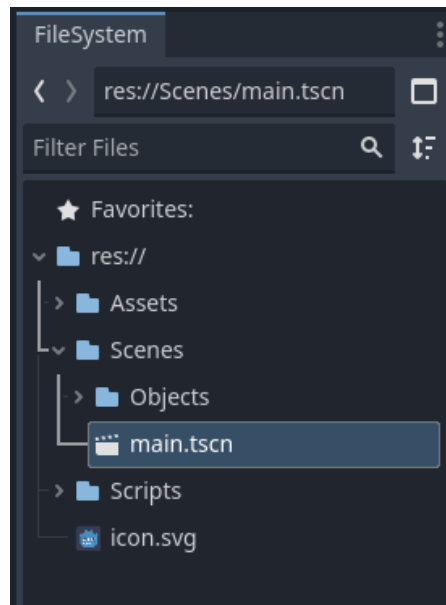 FileSystem
res://Scenes/main.tscn
Filter Files
Favorites:
res://
Assets
Scenes
Objects
main.tscn
Scripts
icon.svg